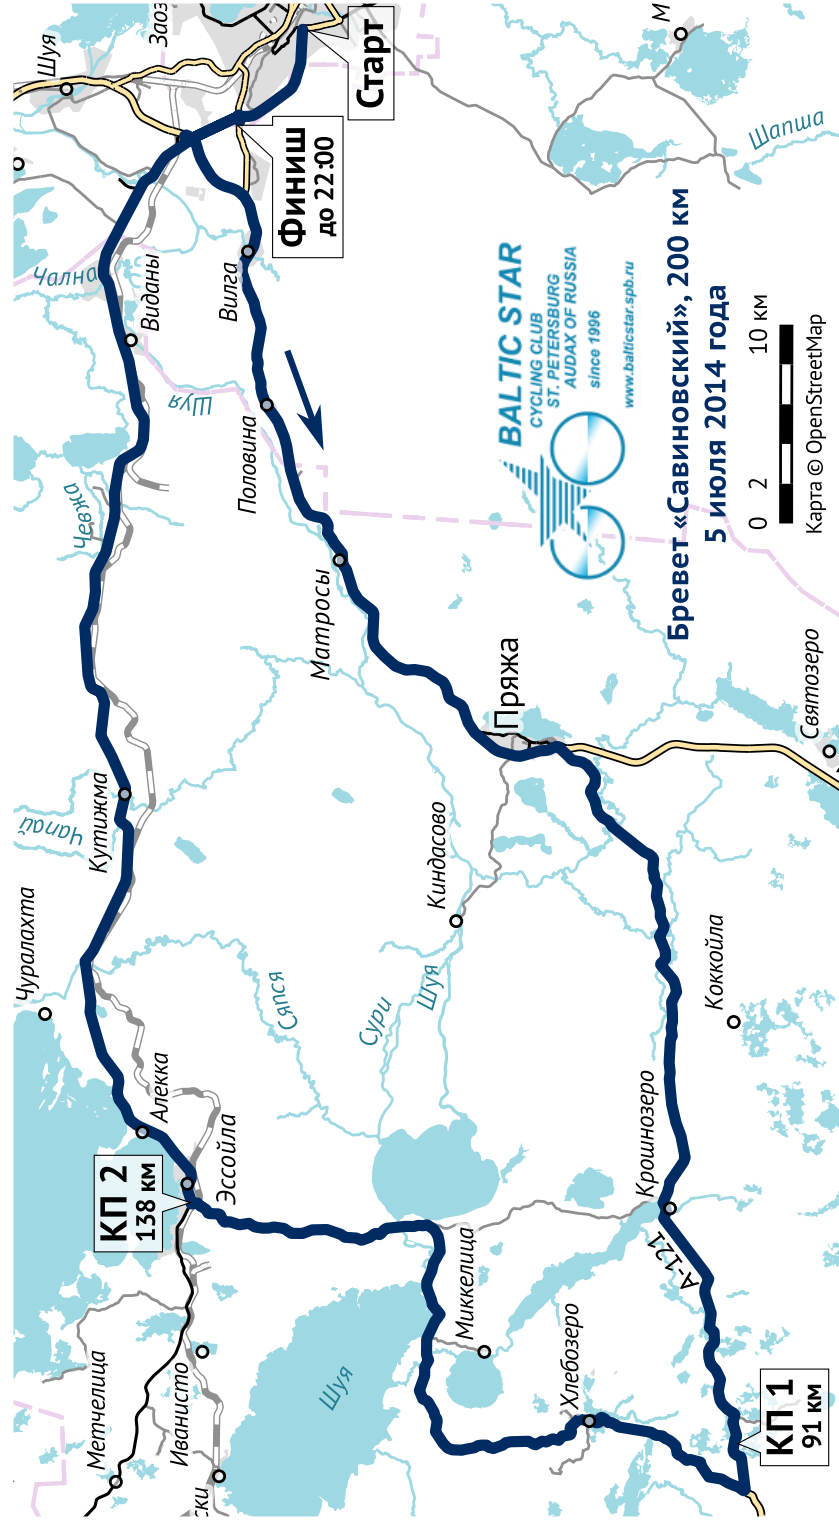 Шуя
Заоз
Старт
Финиш
до 22:00
М
Шапша
Виданы
Вилга
Шуя
Половина
Чевжа
Матросы
Пряжа
Святозеро
Кутижма
Чапай
Чуралахта
Киндасово
Сяпся
Сури
Шуя
Коккойла
Алекка
Эссойла
КП 2
138 км
Крошнозеро
А-121
Миккелица
Хлебозеро
Шуя
Метчелица
Иванисто
ски
КП 1
91 км
BALTIC STAR
CYCLING CLUB
ST. PETERSBURG
AUDAX OF RUSSIA
since 1996
www.balticstar.spb.ru
Бревет «Савиновский», 200 км
5 июля 2014 года
0 2 10 км
Карта © OpenStreetMap